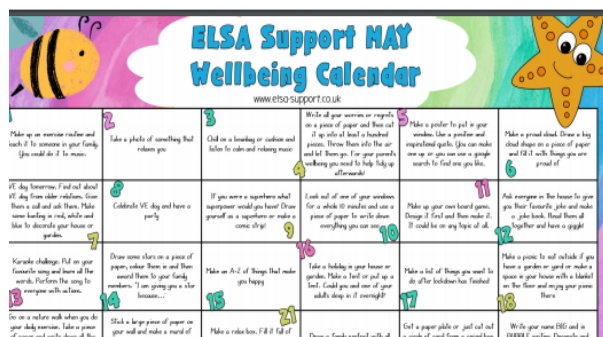 ELSA Support MAY
Wellbeing Calendar
www.elsa-support.co.uk
Make up an exercise routine and
teach it to someone in your family.
You could do it to music.
2
Take a photo of something that
relaxes you
3
Chill on a beanbag or cushion and
listen to calm and relaxing music
Write all your worries or regrets
on a piece of paper and then cut
it up into at least a hundred
pieces. Throw them into the air
and let them go. For your parents
wellbeing you need to help tidy up
afterwards!
4
5
Make a poster to put in your
window. Use a positive and
inspirational quote. You can make
one up or you can use a google
search to find one you like.
Make a proud cloud. Draw a big
cloud shape on a piece of paper
and fill it with things you are
proud of
6
VE day tomorrow. Find out about
VE day from older relatives. Give
them a call and ask them. Make
some bunting in red, white and
blue to decorate your house or
garden.
7
8
Celebrate VE day and have a
party
If you were a superhero what
superpower would you have? Draw
yourself as a superhero or make a
comic strip!
9
Look out of one of your windows
for a whole 10 minutes and use a
piece of paper to write down
everything you can see
10
11
Make up your own board game.
Design it first and then make it.
It could be on any topic at all.
Ask everyone in the house to give
you their favourite joke and make
a joke book. Read them all
together and have a giggle!
12
Karaoke challenge. Put on your
favourite song and learn all the
words. Perform the song to
everyone with actions.
13
Draw some stars on a piece of
paper, colour them in and then
award them to your family
members. "I am giving you a star
because...'
14
Make an A-Z of things that make
you happy
15
16
Take a holiday in your house or
garden. Make a tent or put up a
tent. Could you and one of your
adults sleep in it overnight?
Make a list of things you want to
do after lockdown has finished
17
Make a picnic to eat outside if you
have a garden or yard or make a
space in your house with a blanket
on the floor and enjoy your picnic
there
18
Go on a nature walk when you do
your daily exercise. Take a piece
Stick a large piece of paper on
your wall and make a mural of
21
Make a relax box. Fill it full of
Draw a family portrait with all
Get a paper plate or just cut out
Write your name BIG and in